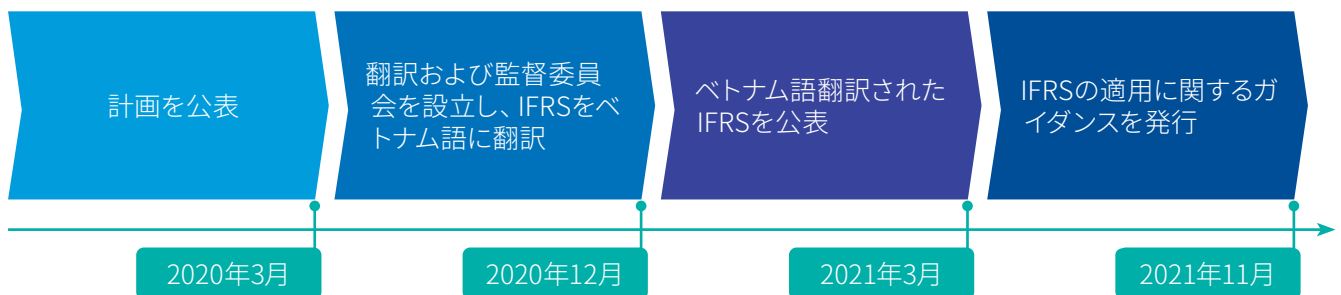 計画を公表
翻訳および監督委員
会を設立し、IFRSをベ
トナム語に翻訳
ベトナム語翻訳された
IFRSを公表
IFRSの適用に関するガ
イダンスを発行
2020年3月
2020年12月
2021年3月
2021年11月